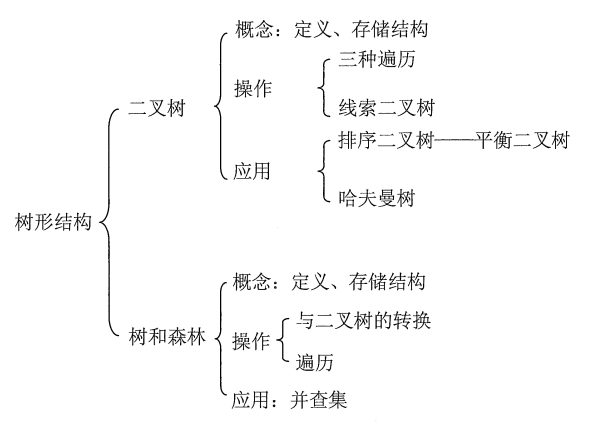 概念：定义、存储结构
三种遍历
操作
二叉树
线索二叉树
排序二叉树——平衡二叉树
应用
哈夫曼树
树形结构
概念：定义、存储结构
与二叉树的转换
树和森林
操作
遍历
应用：并查集